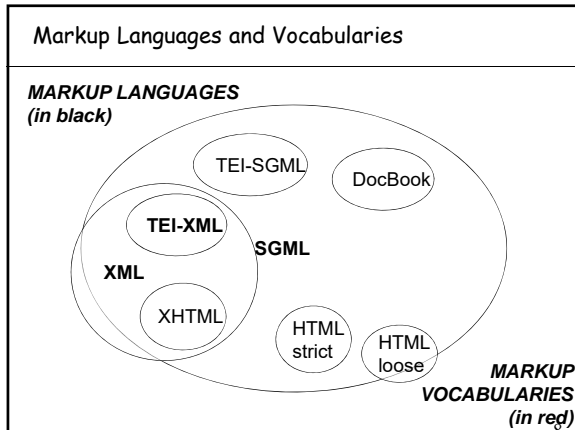 Markup Languages and Vocabularies
MARKUP LANGUAGES
(in black)
TEI-SGML
DocBook
TEI-XML
SGML
XML
XHTML
HTML
strict
HTML
loose
MARKUP
VOCABULARIES
(in red)
8